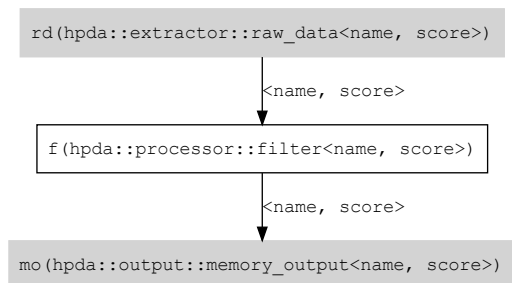 rd(hpda::extractor::raw_data<name, score>)
<name, score>
f(hpda::processor::filter<name, score>)
<name, score>
mo(hpda::output::memory_output<name, score>)